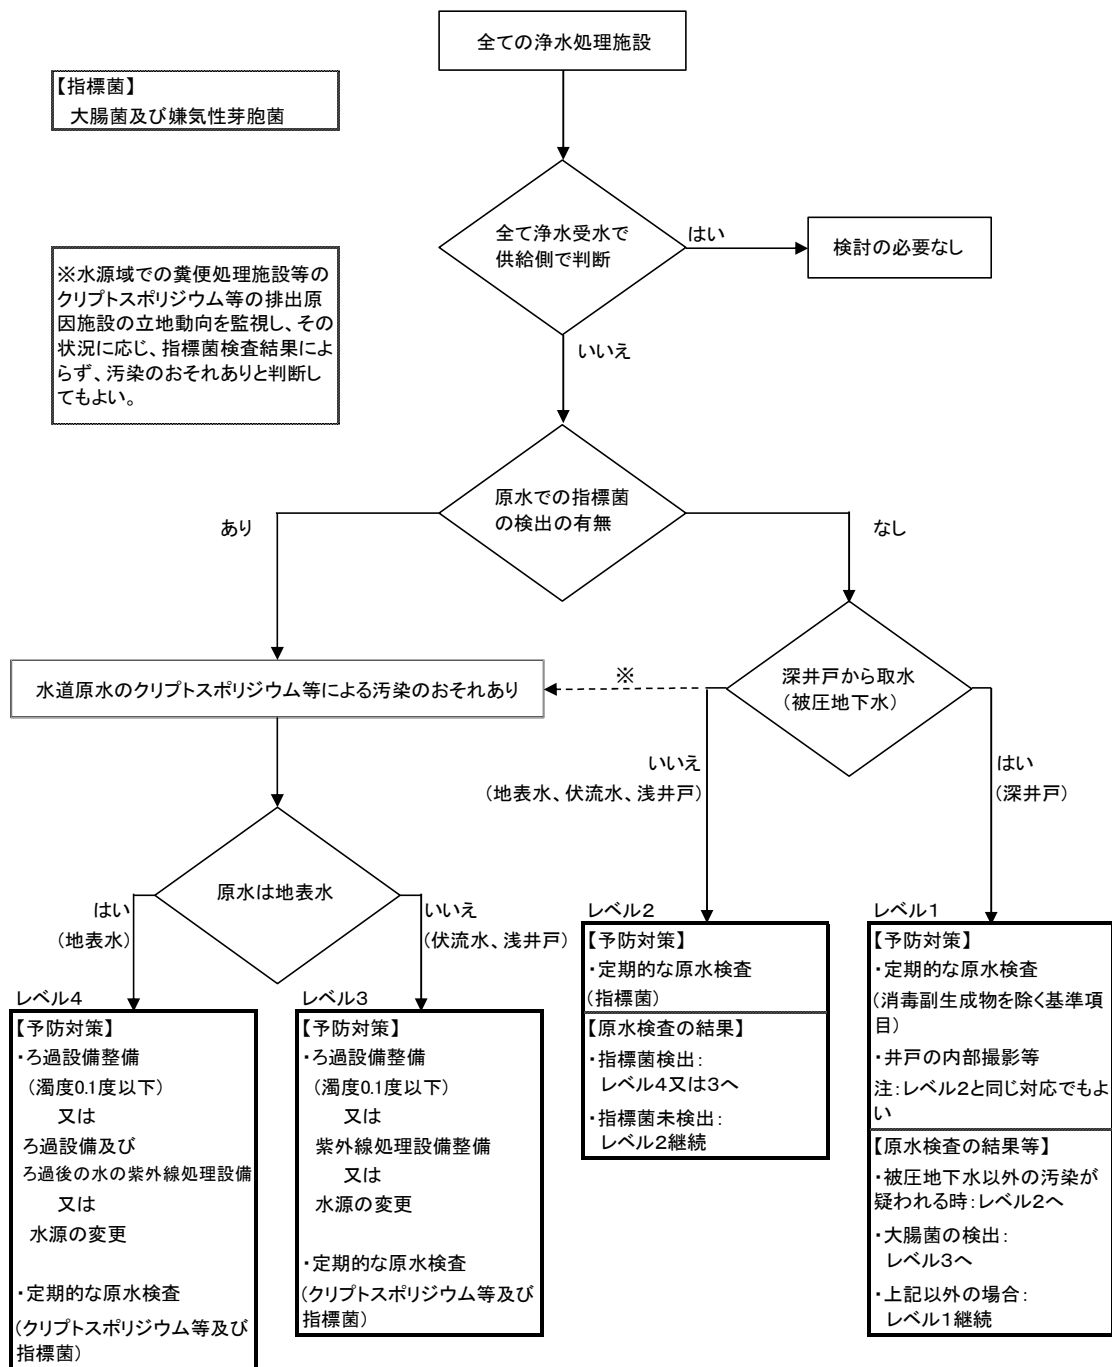 全ての浄水処理施設
【指標菌】
大腸菌及び嫌気性芽胞菌
全て浄水受水で
供給側で判断
はい
検討の必要なし
※水源域での糞便処理施設等の
クリプトスポリジウム等の排出原
因施設の立地動向を監視し、その
状況に応じ、指標菌検査結果によ
らず、汚染のおそれありと判断し
てもよい。
いいえ
原水での指標菌
の検出の有無
あり
なし
水道原水のクリプトスポリジウム等による汚染のおそれあり
※
深井戸から取水
(被圧地下水)
いいえ
(地表水、伏流水、浅井戸)
はい
(深井戸)
原水は地表水
はい
(地表水)
いいえ
(伏流水、浅井戸)
レベル4
【予防対策】
・ろ過設備整備
(濁度0.1度以下)
又は
ろ過設備及び
ろ過後の水の紫外線処理設備
又は
水源の変更
・定期的な原水検査
(クリプトスポリジウム等及び
指標菌)
レベル3
【予防対策】
・ろ過設備整備
(濁度0.1度以下)
又は
紫外線処理設備整備
又は
水源の変更
・定期的な原水検査
(クリプトスポリジウム等及び
指標菌)
レベル2
【予防対策】
・定期的な原水検査
(指標菌)
【原水検査の結果】
・指標菌検出:
レベル4又は3へ
・指標菌未検出:
レベル2継続
レベル1
【予防対策】
・定期的な原水検査
(消毒副生成物を除く基準項
目)
・井戸の内部撮影等
注:レベル2と同じ対応でもよ
い
【原水検査の結果等】
・被圧地下水以外の汚染が
疑われる時:レベル2へ
・大腸菌の検出:
レベル3へ
・上記以外の場合:
レベル1継続